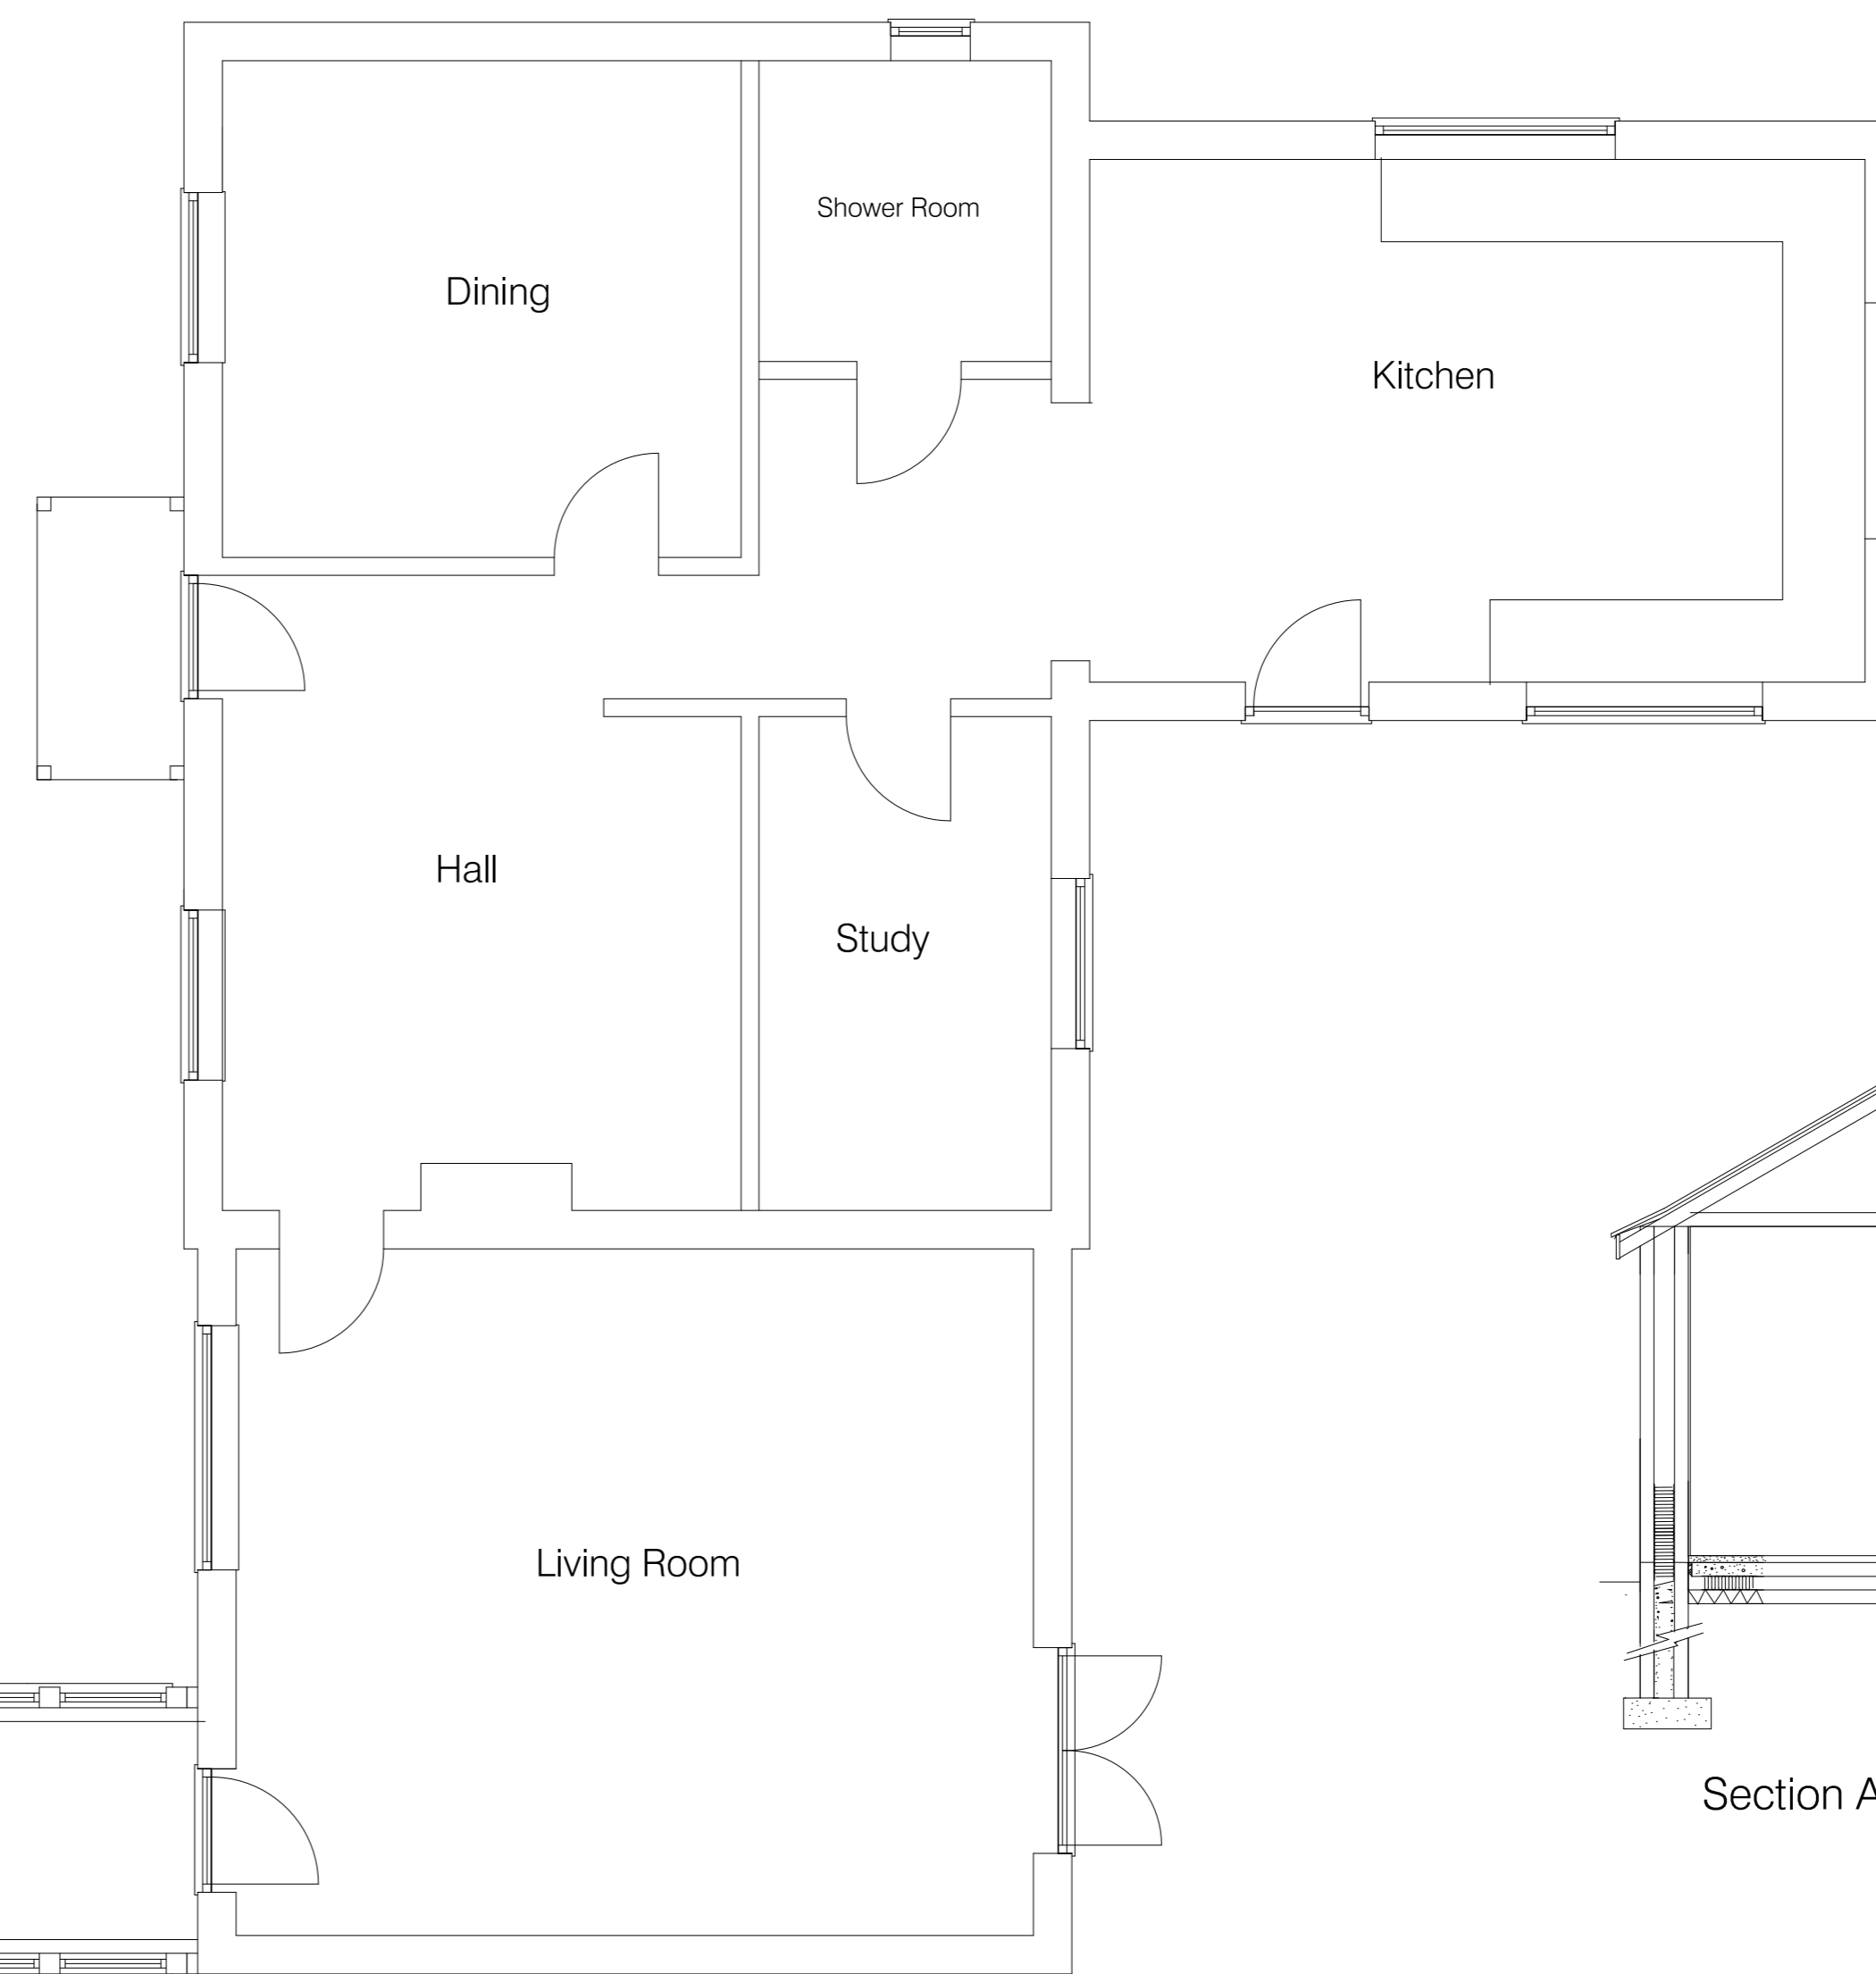 Shower Room
Dining
Kitchen
Hall
Study
Living Room
Section A